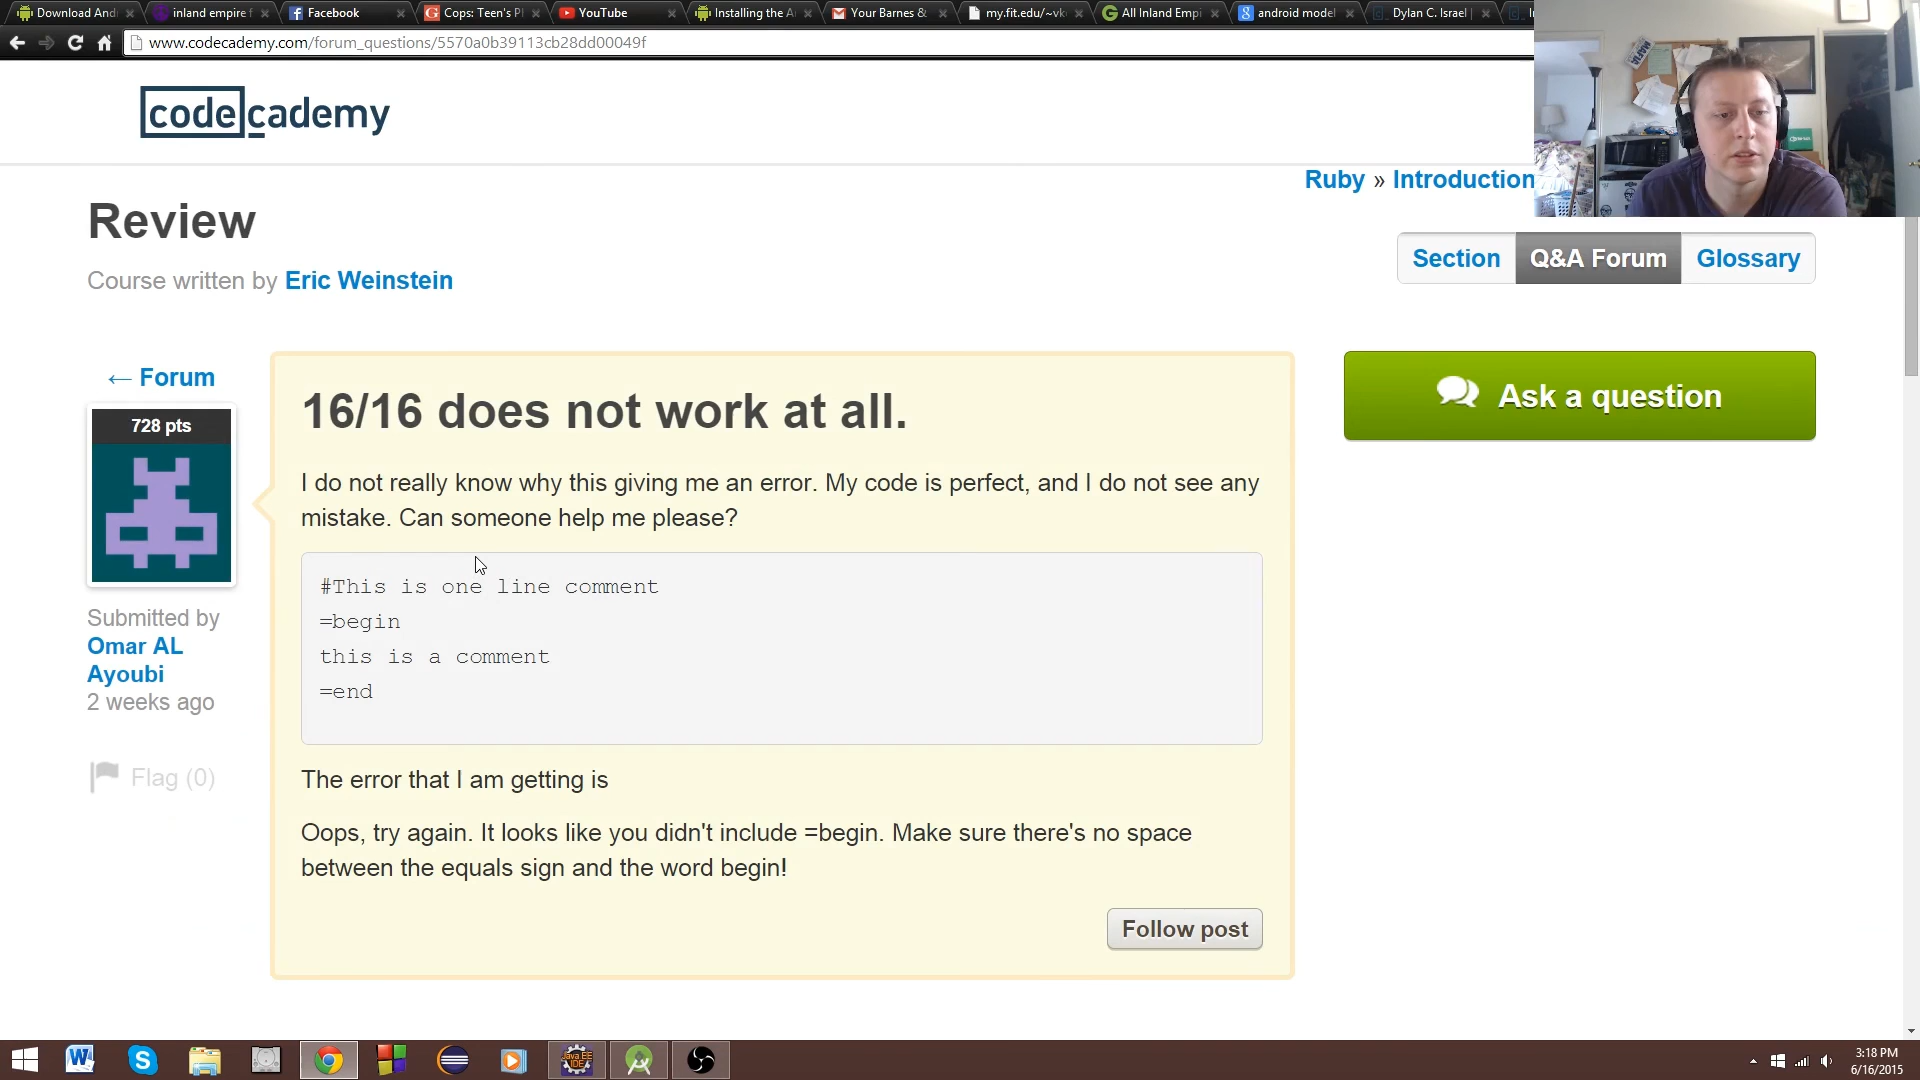 Download And
inland empire f
Facebook
Cops: Teen's Pl
YouTube
Installing the A
Your Barnes &
my.fit.edu/~vk
All Inland Empi
android model
Dylan C. Israel
www.codecademy.com/forum_questions/5570a0b39113cb28dd00049f
codecademy
Ruby » Introduction
Review
Course written by Eric Weinstein
Section
Q&A Forum
Glossary
← Forum
728 pts
Submitted by
Omar AL
Ayoubi
2 weeks ago
Flag (0)
16/16 does not work at all.
I do not really know why this giving me an error. My code is perfect, and I do not see any
mistake. Can someone help me please?
#This is one line comment
=begin
this is a comment
=end
The error that I am getting is
Oops, try again. It looks like you didn't include =begin. Make sure there's no space
between the equals sign and the word begin!
Follow post
Ask a question
Java EE
IDE
3:18 PM
6/16/2015